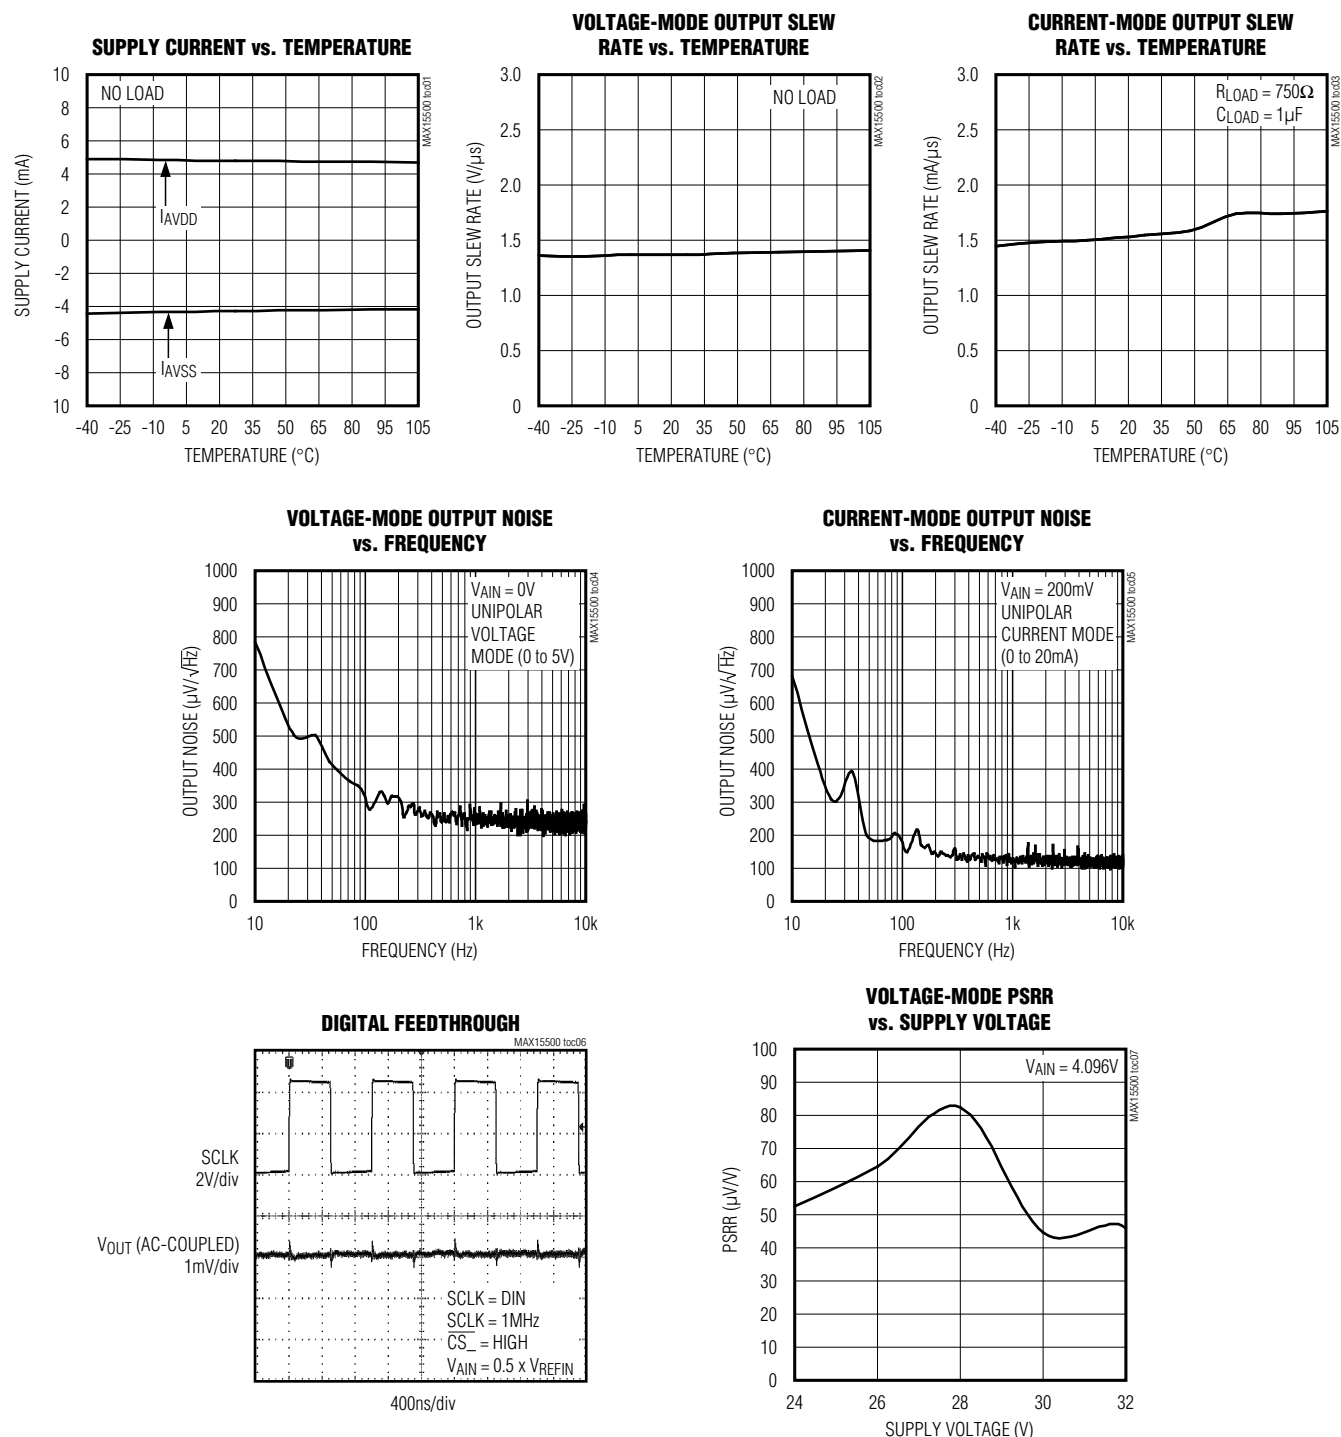 SUPPLY CURRENT vs. TEMPERATURE
10
8
6
4
2
0
-2
-4
-6
-8
10
SUPPLY CURRENT (mA)
NO LOAD
IAVDD
IAVSS
MAX15500 toc01
-40 -25 -10 5 20 35 50 65 80 95 105
TEMPERATURE (°C)
VOLTAGE-MODE OUTPUT SLEW
RATE vs. TEMPERATURE
3.0
2.5
2.0
1.5
1.0
0.5
0
OUTPUT SLEW RATE (V/µs)
NO LOAD
MAX15500 toc02
-40 -25 -10 5 20 35 50 65 80 95 105
TEMPERATURE (°C)
CURRENT-MODE OUTPUT SLEW
RATE vs. TEMPERATURE
3.0
2.5
2.0
1.5
1.0
0.5
0
OUTPUT SLEW RATE (mA/µs)
RLOAD = 750Ω
CLOAD = 1µF
MAX15500 toc03
-40 -25 -10 5 20 65 35 50 80 95 105
TEMPERATURE (°C)
VOLTAGE-MODE OUTPUT NOISE
vs. FREQUENCY
1000
900
800
700
600
500
400
300
200
100
0
OUTPUT NOISE (µV/√Hz)
VAIN = 0V
UNIPOLAR
VOLTAGE
MODE (0 to 5V)
MAX15500 toc04
10 100 1k 10k
FREQUENCY (Hz)
CURRENT-MODE OUTPUT NOISE
vs. FREQUENCY
1000
900
800
700
600
500
400
300
200
100
0
OUTPUT NOISE (µV/√Hz)
VAIN = 200mV
UNIPOLAR
CURRENT MODE
(0 to 20mA)
MAX15500 toc05
10 100 1k 10k
FREQUENCY (Hz)
DIGITAL FEEDTHROUGH
MAX15500 toc06
SCLK
2V/div
VOUT (AC-COUPLED)
1mV/div
SCLK = DIN
SCLK = 1MHz
CS_ = HIGH
VAIN = 0.5 x VREFIN
400ns/div
VOLTAGE-MODE PSRR
vs. SUPPLY VOLTAGE
100
90
80
70
60
50
40
30
20
10
0
PSRR (µV/V)
VAIN = 4.096V
MAX15500 toc07
24 26 28 30 32
SUPPLY VOLTAGE (V)